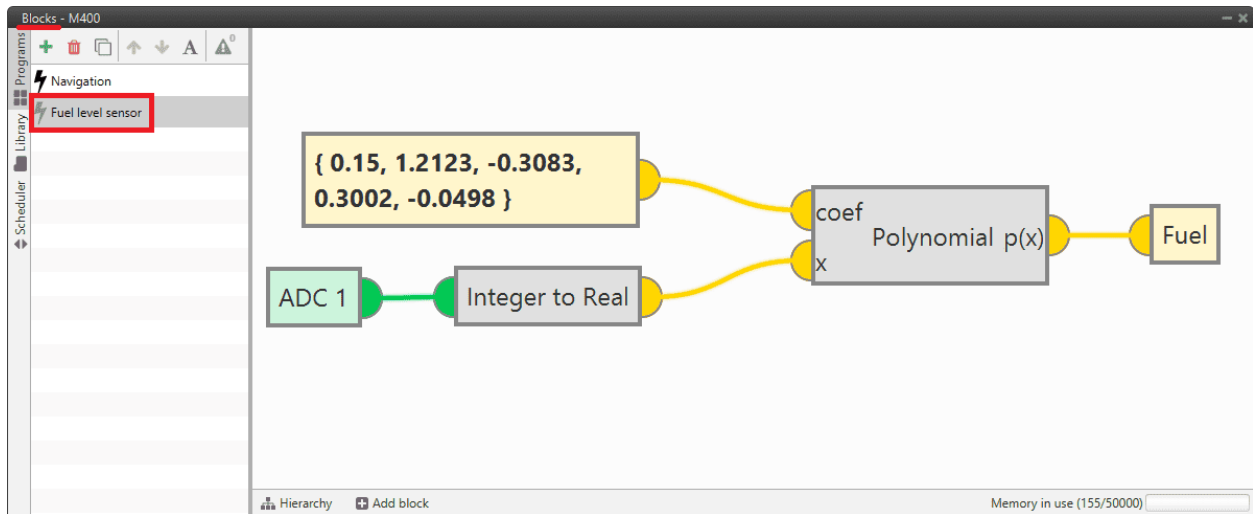 Blocks - M400
Programs
Library
Scheduler
A
0
Navigation
Fuel level sensor
{ 0.15, 1.2123, -0.3083,
0.3002, -0.0498 }
ADC 1
Integer to Real
coef
Polynomial p(x)
x
Fuel
Hierarchy
Add block
Memory in use (155/50000)